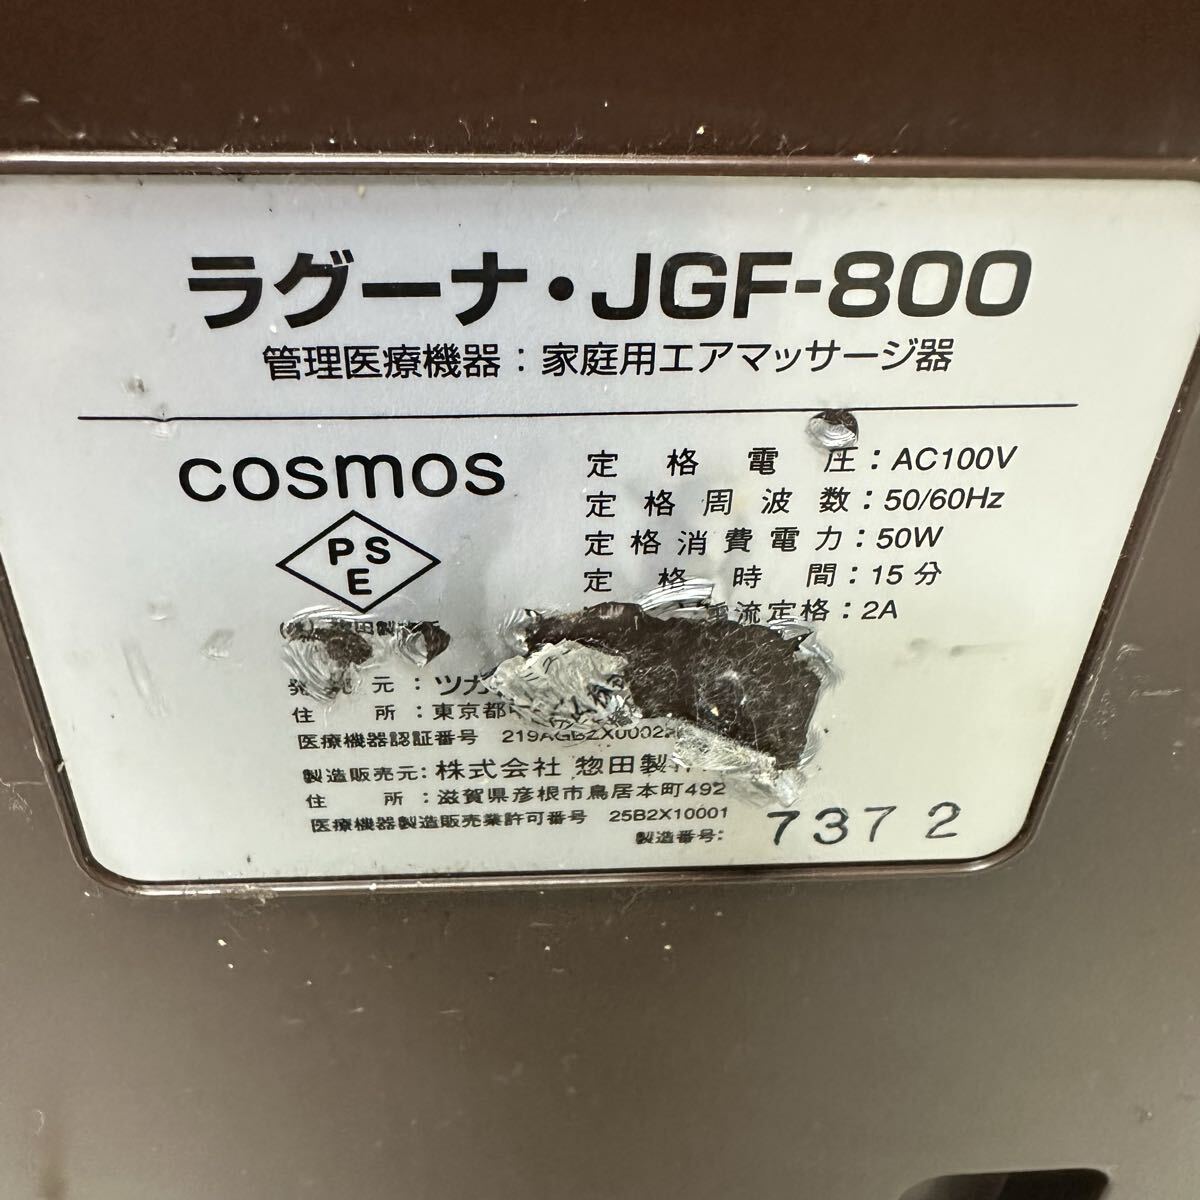 ラグーナ・JGF-800
管理医療機器：家庭用エアマッサージ器
cosmos
PSE
定格電圧：AC100V
定格周波数：50/60Hz
定格消費電力：50W
定格時間：15分
流定格：2A
元：ツカ
住所：東京都中
医療機器認証番号 219AGBZX00022
製造販売元：株式会社 惣田製
住所：滋賀県彦根市鳥居本町492
医療機器製造販売業許可番号 25B2X10001
製造番号： 7372